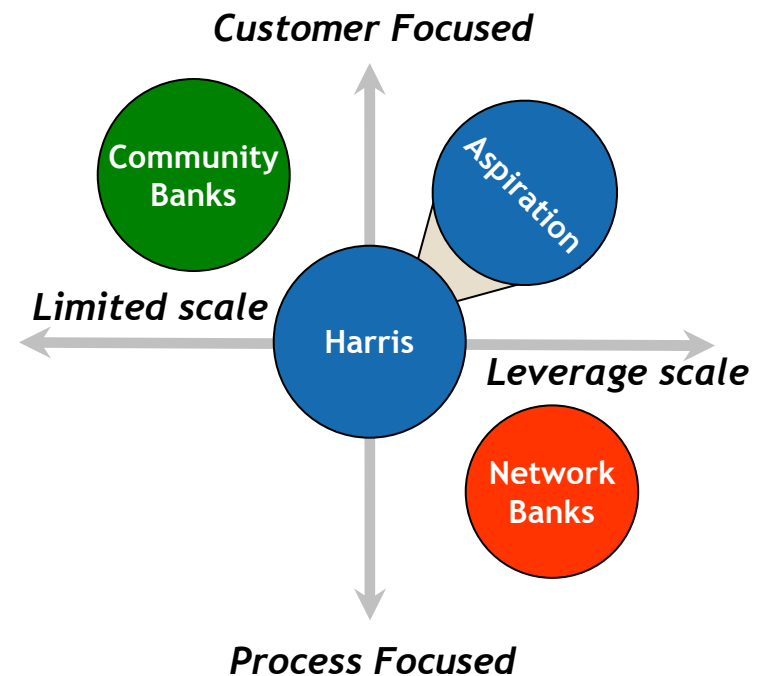 Customer Focused
Community
Banks
Aspiration
Limited scale
Harris
Leverage scale
Network
Banks
Process Focused